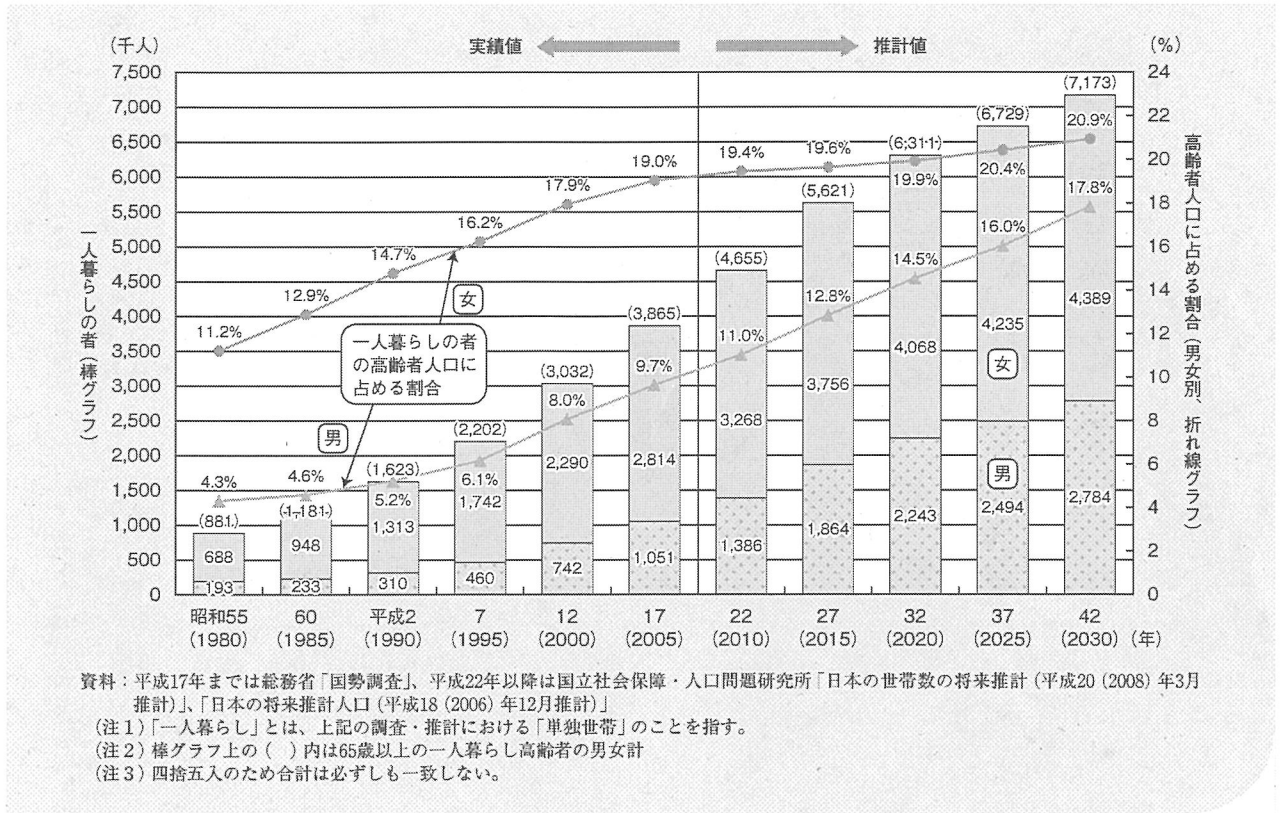 実績値 推計値
(千人) (%)
7,500
7,000
6,500
6,000
5,500
5,000
4,500
4,000
3,500
3,000
2,500
2,000
1,500
1,000
500
0
一人暮らしの者(棒グラフ)
24
22
20
18
16
14
12
10
8
6
4
2
0
高齢者人口に占める割合(男女別、折れ線グラフ)
11.2% 12.9% 14.7% 16.2% 17.9% 19.0% 19.4% 19.6% 19.9% 20.4% 20.9%
4.3% 4.6% 5.2% 6.1% 8.0% 9.7% 11.0% 12.8% 14.5% 16.0% 17.8%
女
一人暮らしの者
の高齢者人口に
占める割合
男
(881) (1,181) (1,623) (2,202) (3,032) (3,865) (4,655) (5,621) (6,311) (6,729) (7,173)
688 948 1,313 1,742 2,290 2,814 3,268 3,756 4,068 4,235 4,389
女
男
193 233 310 460 742 1,051 1,386 1,864 2,243 2,494 2,784
昭和55 60 平成2 7 12 17 22 27 32 37 42
(1980) (1985) (1990) (1995) (2000) (2005) (2010) (2015) (2020) (2025) (2030) (年)
資料:平成17年までは総務省「国勢調査」、平成22年以降は国立社会保障・人口問題研究所「日本の世帯数の将来推計(平成20(2008)年3月
推計)」、「日本の将来推計人口(平成18(2006)年12月推計)」
(注1)「一人暮らし」とは、上記の調査・推計における「単独世帯」のことを指す。
(注2)棒グラフ上の( )内は65歳以上の一人暮らし高齢者の男女計
(注3)四捨五入のため合計は必ずしも一致しない。